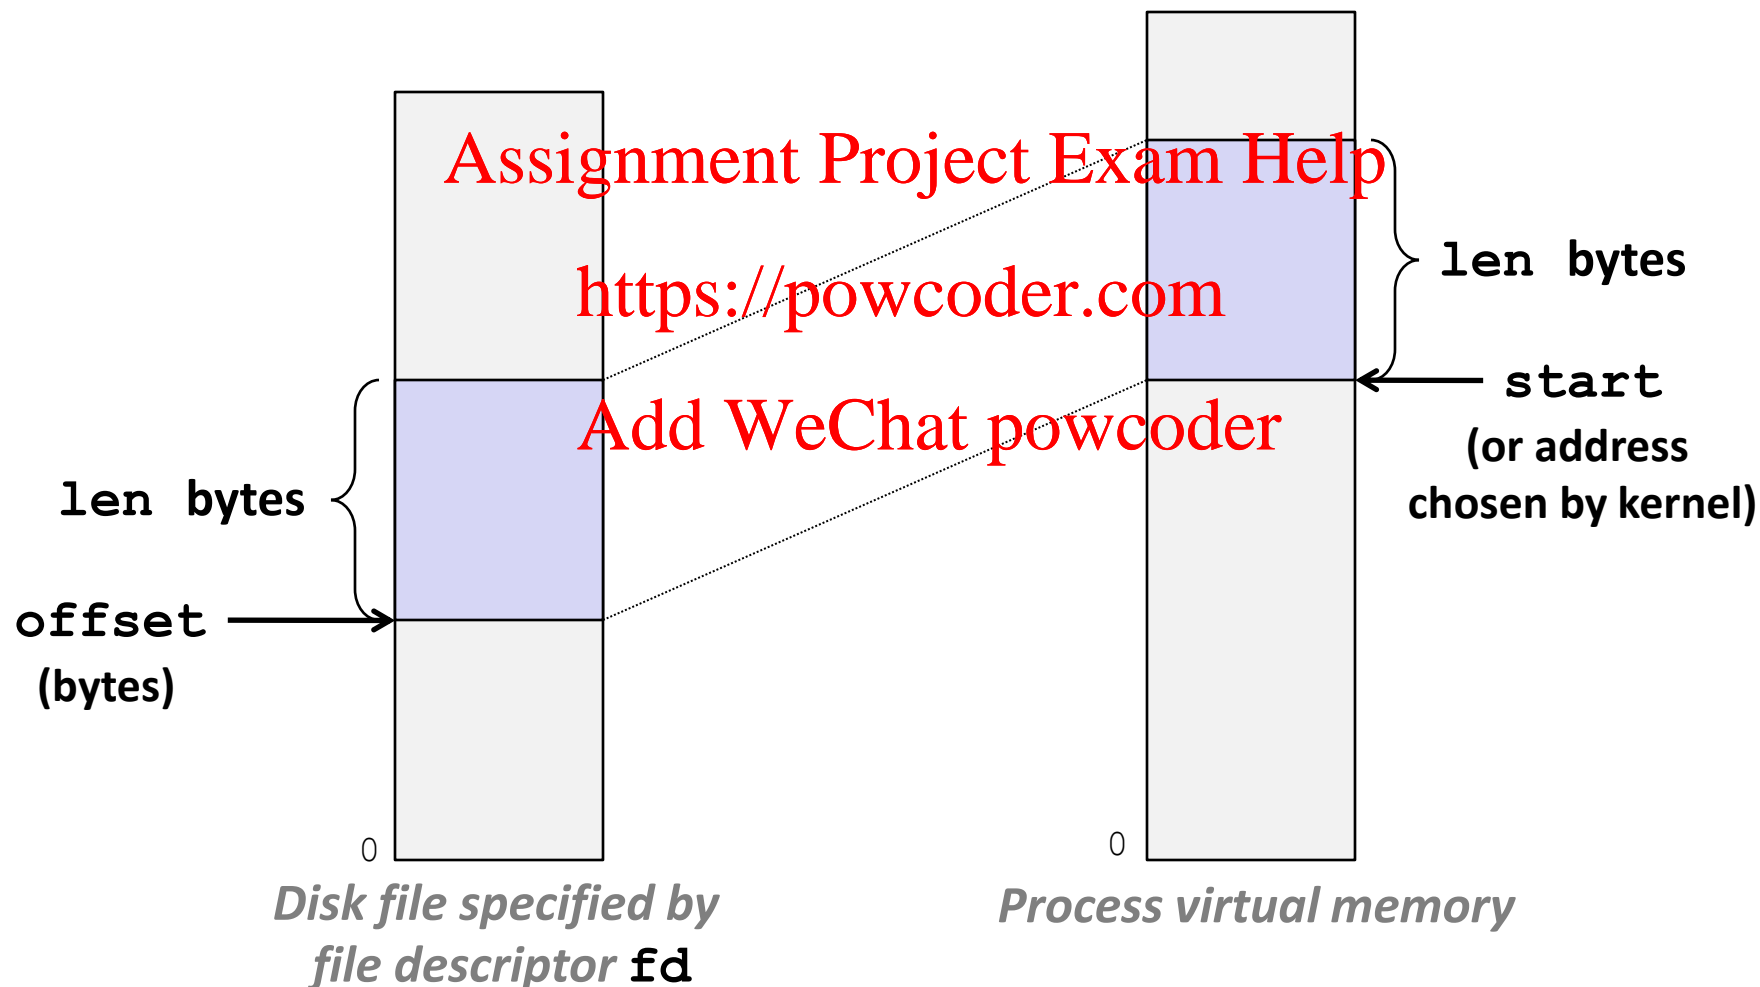 Assignment Project Exam Help
https://powcoder.com
Add WeChat powcoder
len bytes
start
(or address
chosen by kernel)
len bytes
offset
(bytes)
0
0
Disk file specified by
file descriptor fd
Process virtual memory